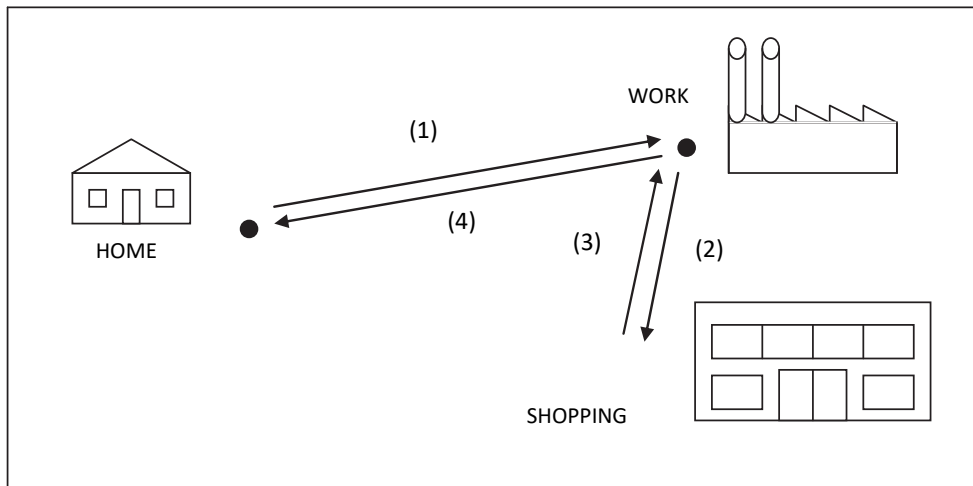 WORK
(1)
(4)
HOME
(3)
(2)
SHOPPING